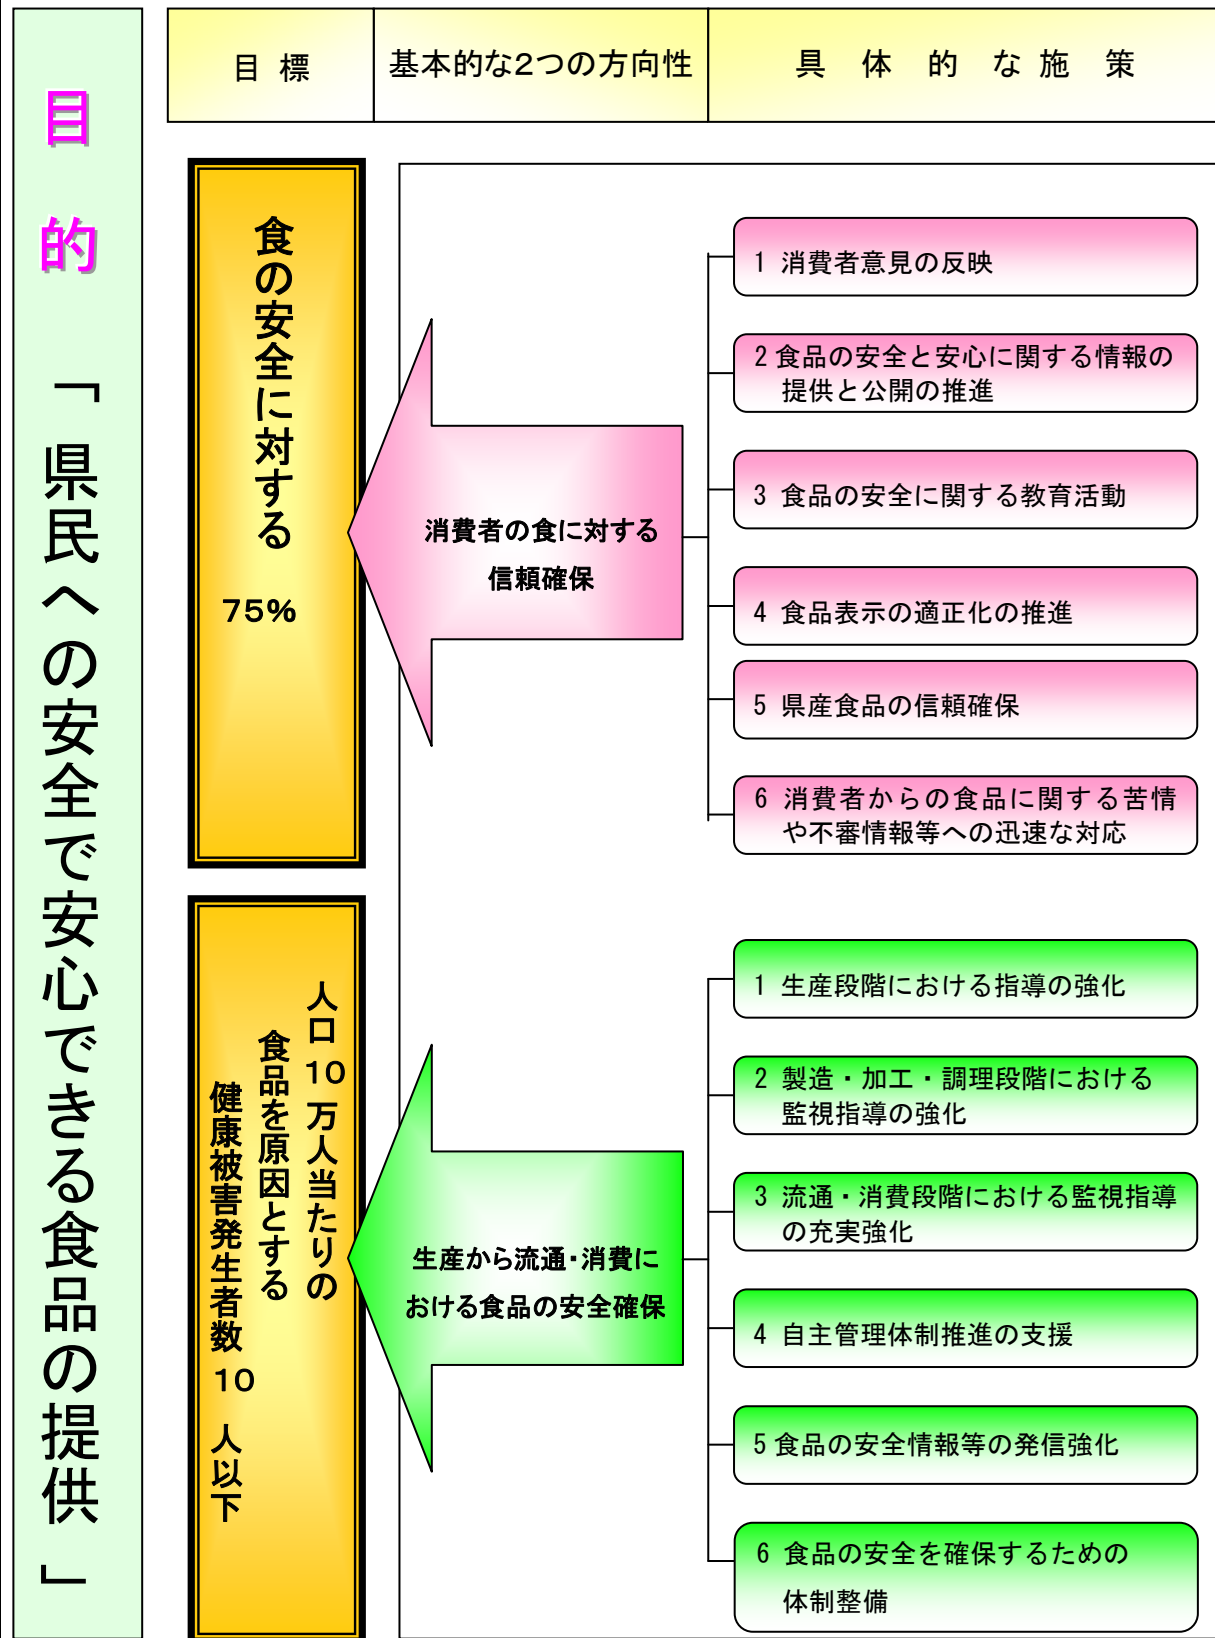 目的
「県民への安全で安心できる食品の提供」
目標
基本的な2つの方向性
具体的な施策
食の安全に対する
75%
消費者の食に対する
信頼確保
1 消費者意見の反映
2 食品の安全と安心に関する情報の
提供と公開の推進
3 食品の安全に関する教育活動
4 食品表示の適正化の推進
5 県産食品の信頼確保
6 消費者からの食品に関する苦情
や不審情報等への迅速な対応
人口10万人当たりの
食品を原因とする
健康被害発生者数10人以下
生産から流通・消費に
おける食品の安全確保
1 生産段階における指導の強化
2 製造・加工・調理段階における
監視指導の強化
3 流通・消費段階における監視指導
の充実強化
4 自主管理体制推進の支援
5 食品の安全情報等の発信強化
6 食品の安全を確保するための
体制整備